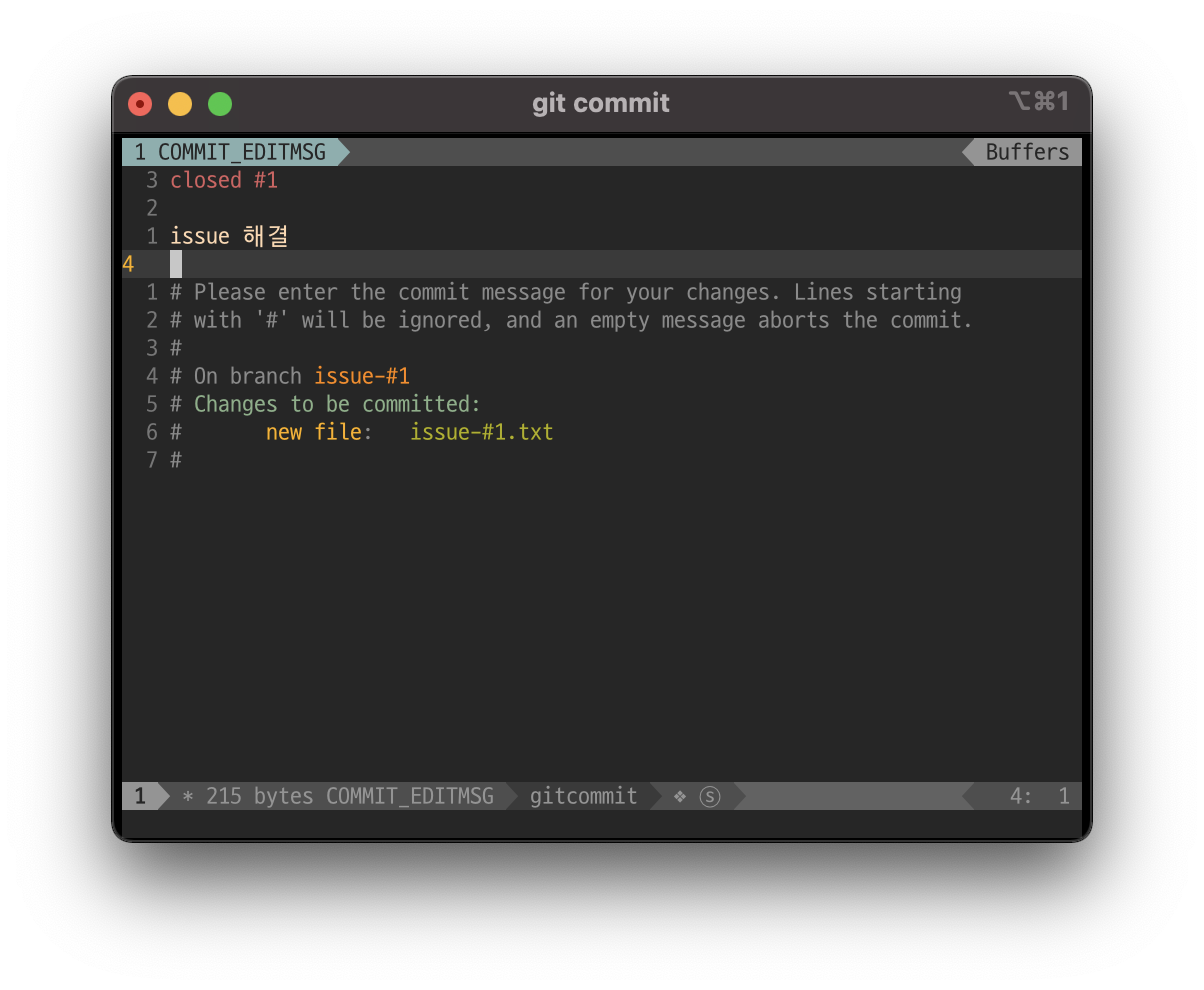 git commit
⌥⌘1
1 COMMIT_EDITMSG Buffers
3 closed #1
2
1 issue 해결
4
1 # Please enter the commit message for your changes. Lines starting
2 # with '#' will be ignored, and an empty message aborts the commit.
3 #
4 # On branch issue-#1
5 # Changes to be committed:
6 #       new file:   issue-#1.txt
7 #
1 * 215 bytes COMMIT_EDITMSG gitcommit ❖ ⓢ 4: 1